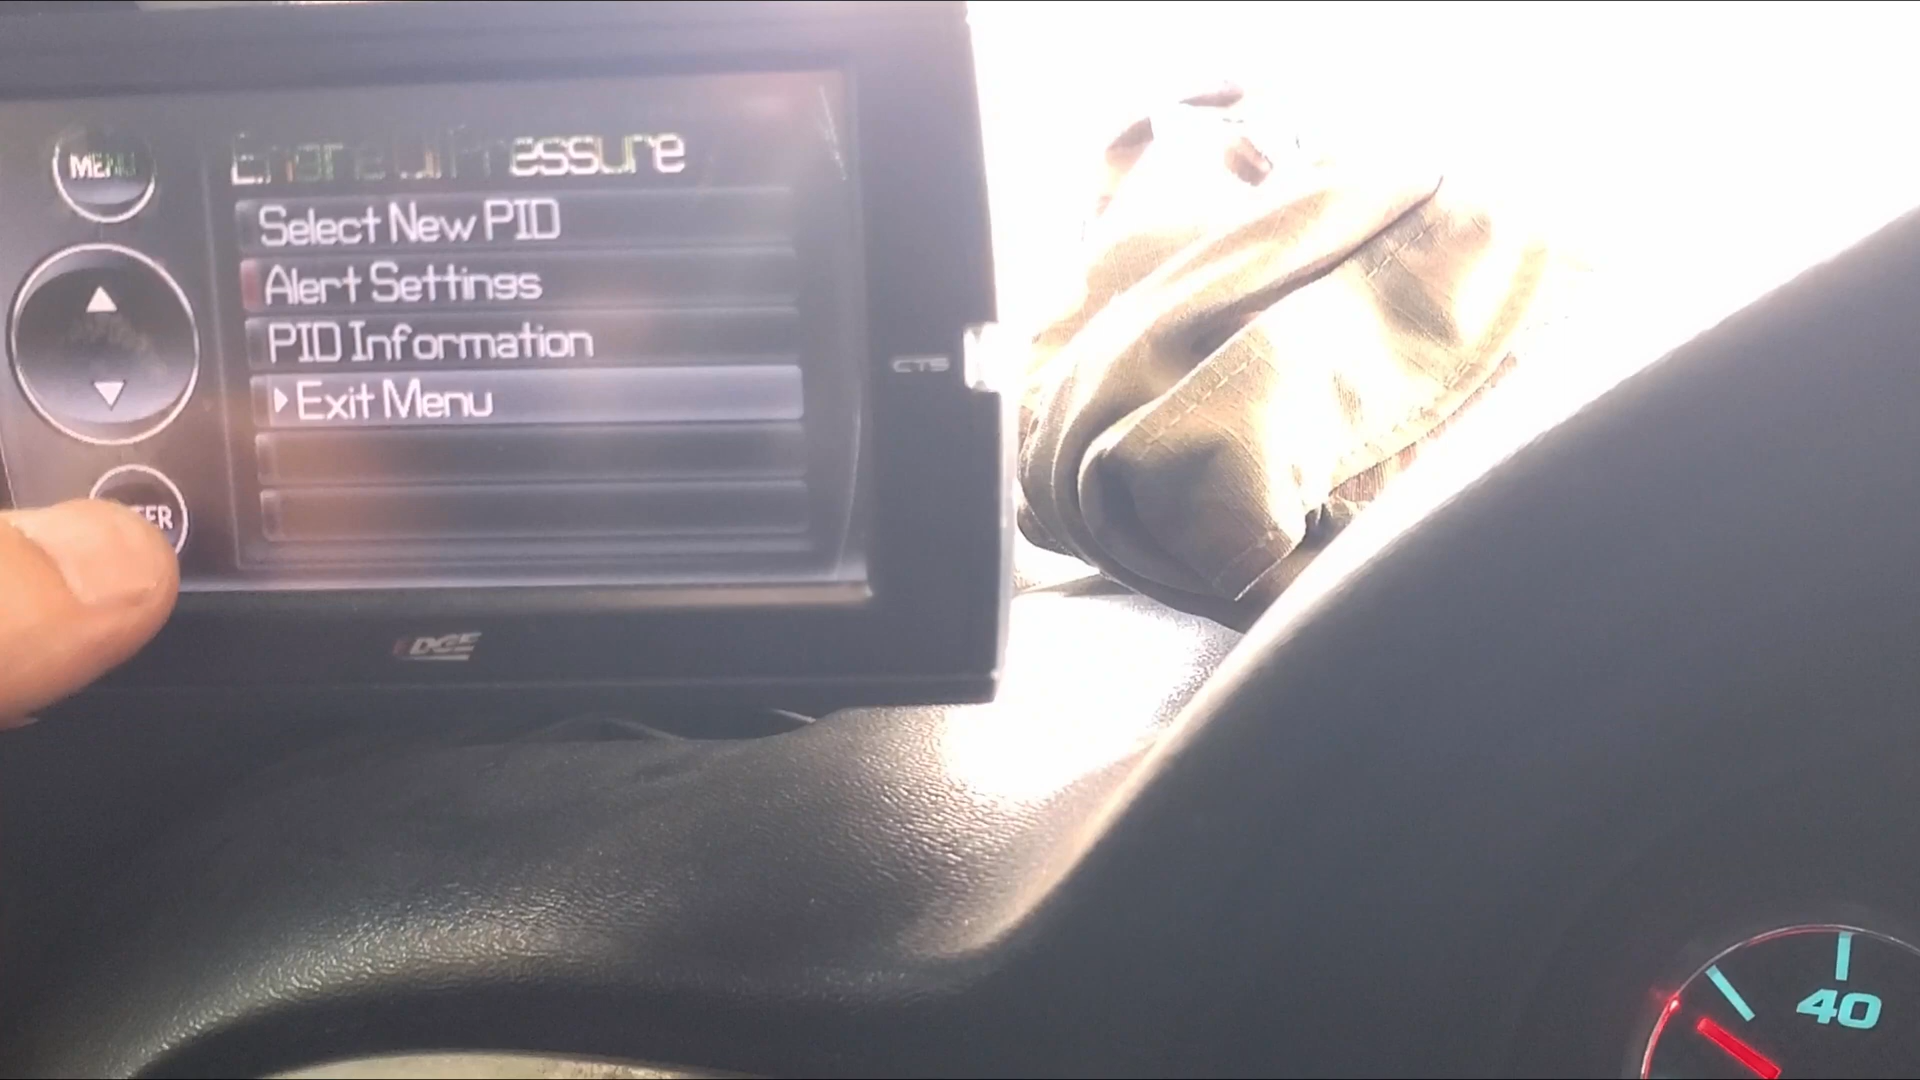 MENU
Engine Oil Pressure
Select New PID
Alert Settings
PID Information
Exit Menu
CTS
EDGE
40